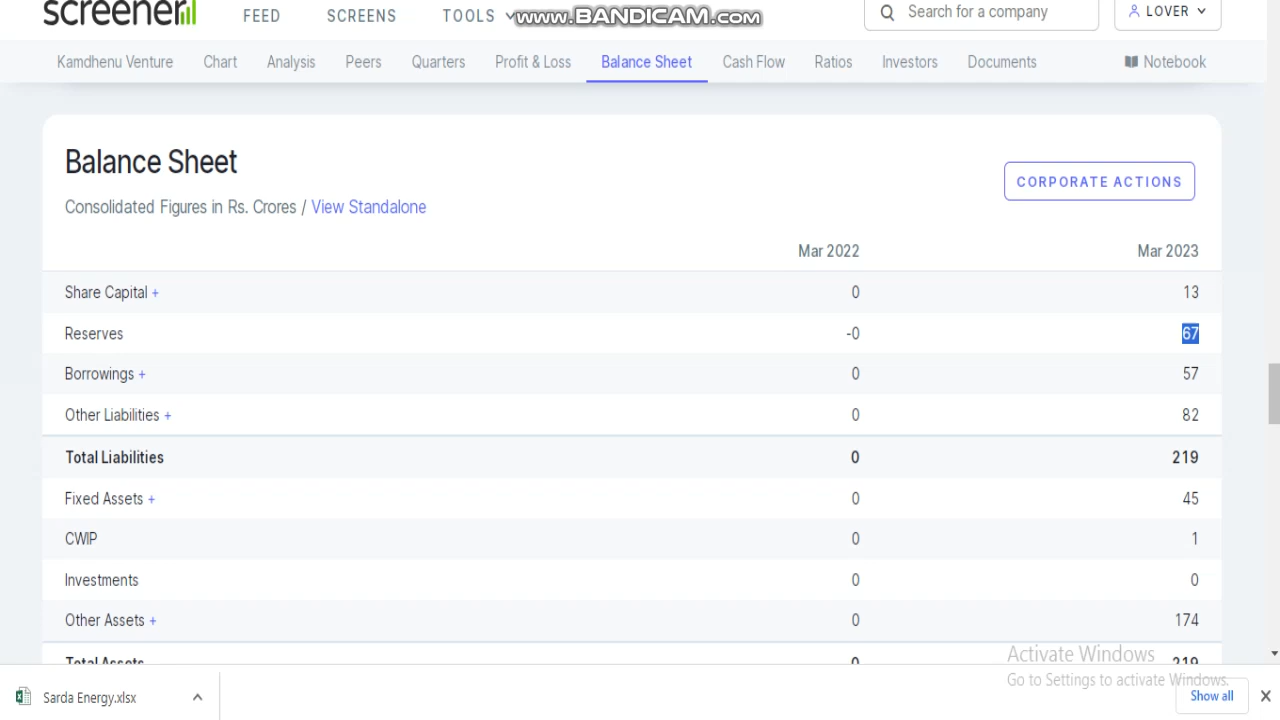 screener
FEED SCREENS TOOLS www.BANDICAM.com Search for a company LOVER
Kamdhenu Venture Chart Analysis Peers Quarters Profit & Loss Balance Sheet Cash Flow Ratios Investors Documents Notebook
Balance Sheet
CORPORATE ACTIONS
Consolidated Figures in Rs. Crores / View Standalone
Mar 2022 Mar 2023
Share Capital + 0 13
Reserves -0 67
Borrowings + 0 57
Other Liabilities + 0 82
Total Liabilities 0 219
Fixed Assets + 0 45
CWIP 0 1
Investments 0 0
Other Assets + 0 174
Total Assets 0 219
Activate Windows
Go to Settings to activate Windows.
Sarda Energy.xlsx Show all